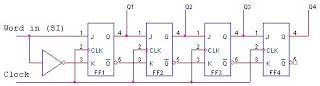 Q1 Q2 Q3 Q4
Word in (SI)
1 J Q 4 1 J Q 4 1 J Q 4 1 J Q 4
2 CLK 2 CLK 2 CLK 2 CLK
3 K Q 5 3 K Q 5 3 K Q 5 3 K Q 5
Clock
FF1 FF2 FF3 FF4